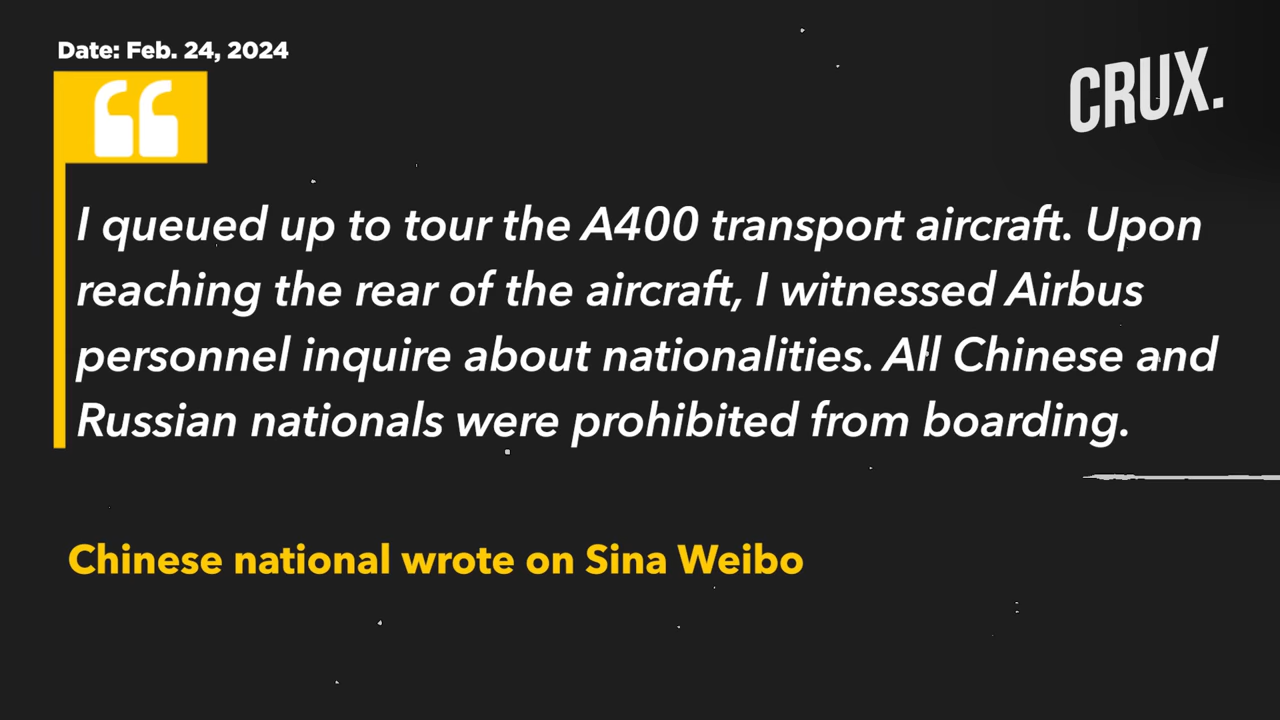 Date: Feb. 24, 2024
CRUX.
“
I queued up to tour the A400 transport aircraft. Upon
reaching the rear of the aircraft, I witnessed Airbus
personnel inquire about nationalities. All Chinese and
Russian nationals were prohibited from boarding.
Chinese national wrote on Sina Weibo